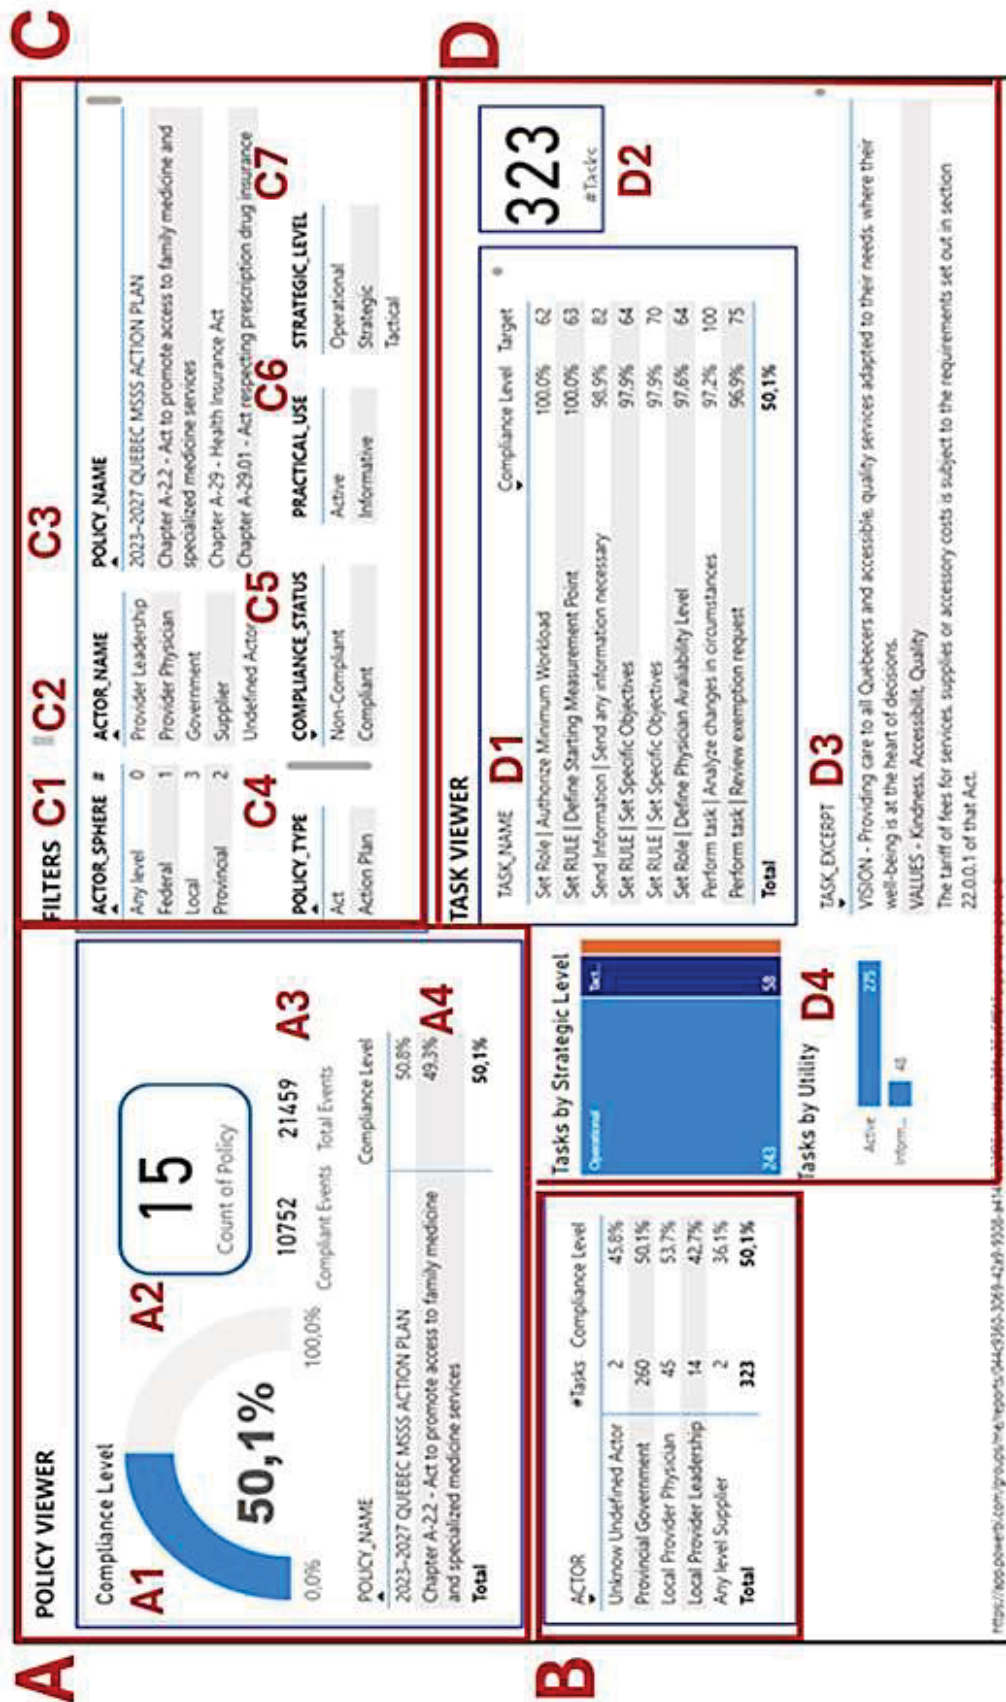 A
POLICY VIEWER
Compliance Level
A1
A2
15
Count of Policy
50,1%
0,0%
100,0%
10752
Compliant Events
21459
Total Events
A3
POLICY_NAME Compliance Level
2023-2027 QUEBEC MSSS ACTION PLAN 50.8%
Chapter A-2.2 - Act to promote access to family medicine 49.3%
and specialized medicine services
Total 50,1%
A4
B
ACTOR #Tasks Compliance Level
Unknow Undefined Actor 2 45.8%
Provincial Government 260 50.1%
Local Provider Physician 45 53.7%
Local Provider Leadership 14 42.7%
Any level Supplier 2 36.1%
Total 323 50,1%
C
FILTERS
C1
C2
C3
ACTOR_SPHERE #
Any level 0
Federal 1
Local 3
Provincial 2
ACTOR_NAME
Provider Leadership
Provider Physician
Government
Supplier
Undefined Actor
POLICY_NAME
2023-2027 QUEBEC MSSS ACTION PLAN
Chapter A-2.2 - Act to promote access to family medicine and
specialized medicine services
Chapter A-29 - Health Insurance Act
Chapter A-29.01 - Act respecting prescription drug insurance
C4
C5
C6
C7
POLICY_TYPE
Act
Action Plan
COMPLIANCE_STATUS
Non-Compliant
Compliant
PRACTICAL_USE
Active
Informative
STRATEGIC_LEVEL
Operational
Strategic
Tactical
D
TASK VIEWER
Tasks by Strategic Level
Operational
243
Tact...
58
Tasks by Utility
D4
Active 275
Inform... 48
TASK_NAME D1 Compliance Level Target
Set Role | Authorize Minimum Workload 100.0% 62
Set RULE | Define Starting Measurement Point 100.0% 63
Send Information | Send any information necessary 98.9% 82
Set RULE | Set Specific Objectives 97.9% 64
Set RULE | Set Specific Objectives 97.9% 70
Set Role | Define Physician Avaliability Level 97.6% 64
Perform task | Analyze changes in circumstances 97.2% 100
Perform task | Review exemption request 96.9% 75
Total 50,1%
323
#Tasks
D2
TASK_EXCERPT
D3
VISION - Providing care to all Quebecers and accessible, quality services adapted to their needs, where their
well-being is at the heart of decisions.
VALUES - Kindness, Accessibilit, Quality
The tariff of fees for services, supplies or accessory costs is subject to the requirements set out in section
22.0.0.1 of that Act.